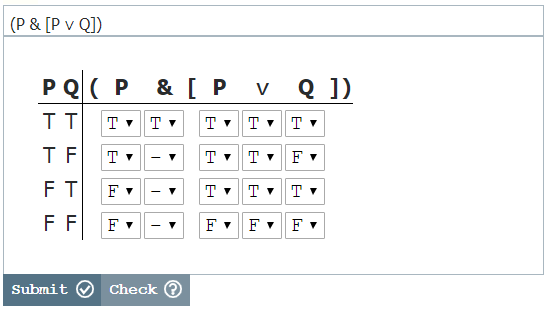 (P & [P ∨ Q])
P Q ( P & [ P ∨ Q ])
T T T T T T T
T F T – T T F
F T F – T T T
F F F – F F F
Submit Check ?